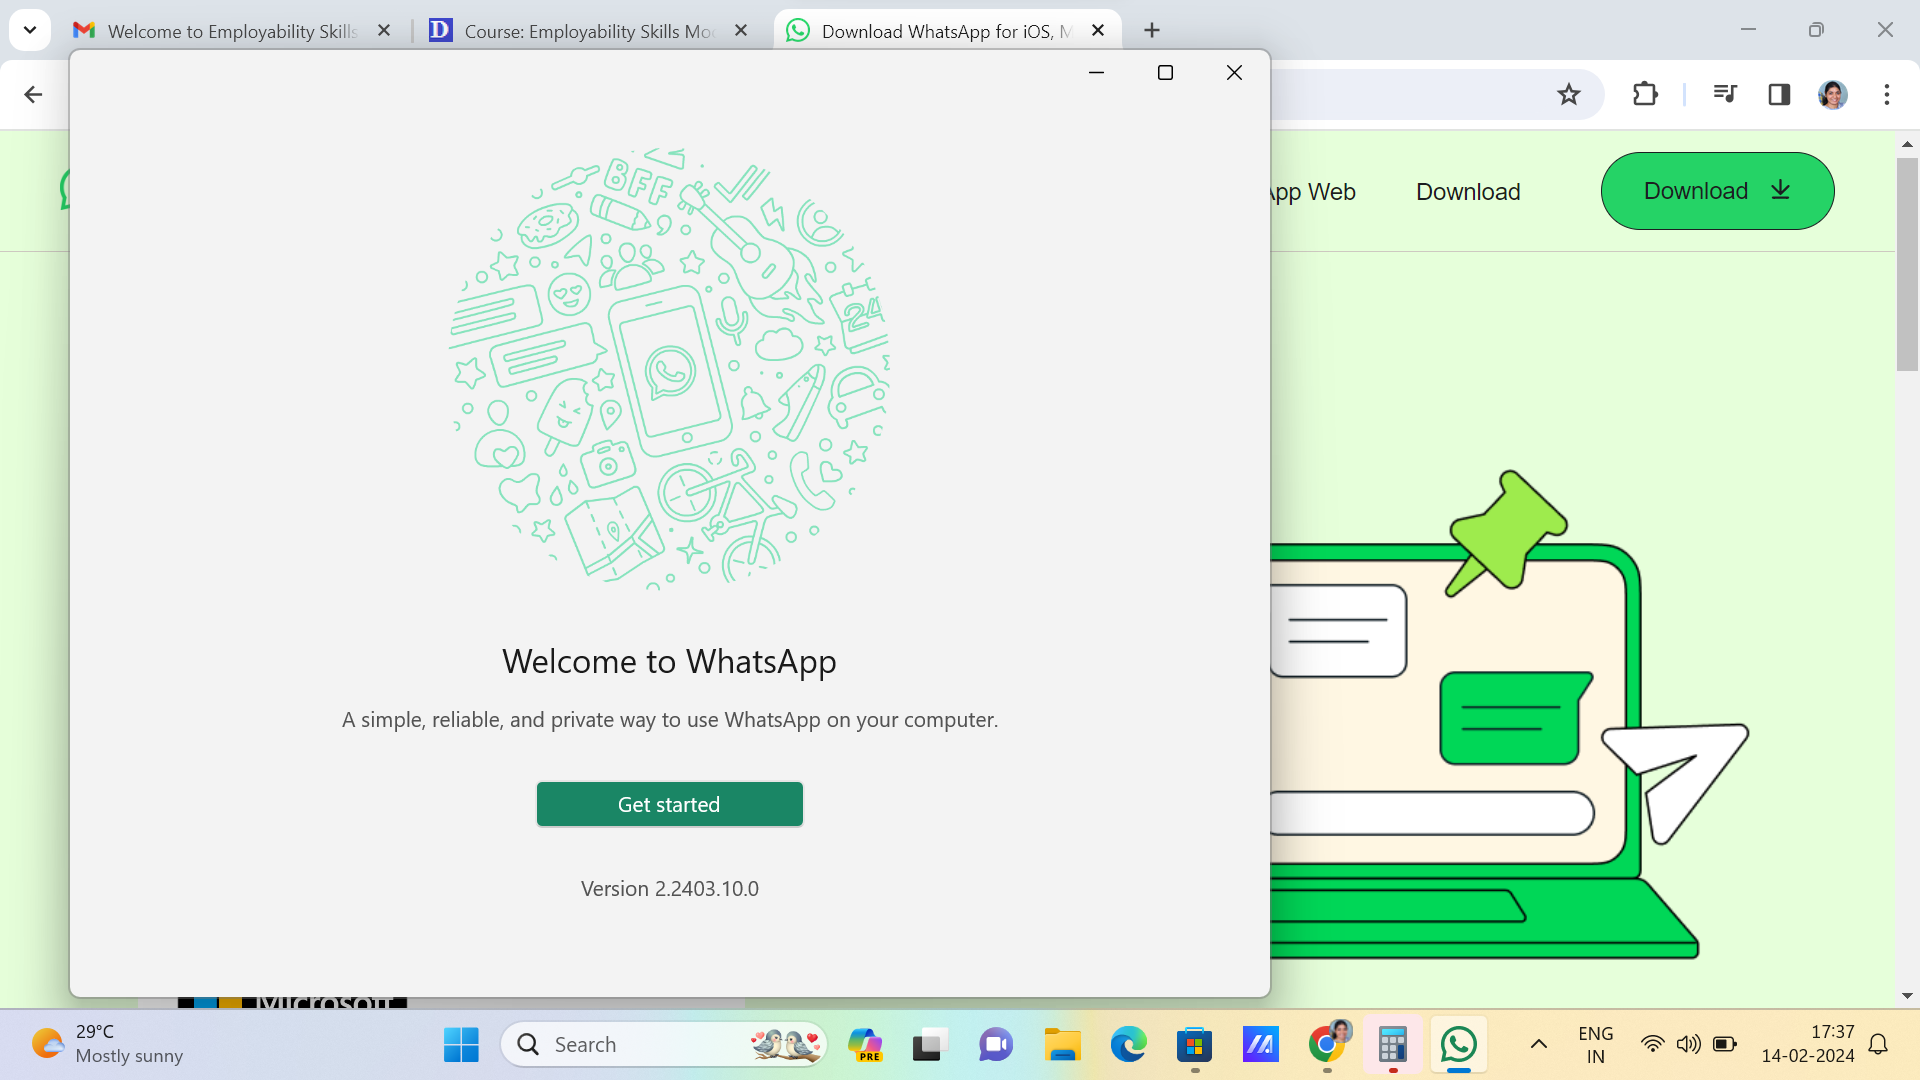 Welcome to Employability Skills
Course: Employability Skills Mo
Download WhatsApp for iOS, M
App Web
Download
Download
BFF
24
Welcome to WhatsApp
A simple, reliable, and private way to use WhatsApp on your computer.
Get started
Version 2.2403.10.0
Microsoft
29°C
Mostly sunny
Search
PRE
ENG
IN
17:37
14-02-2024